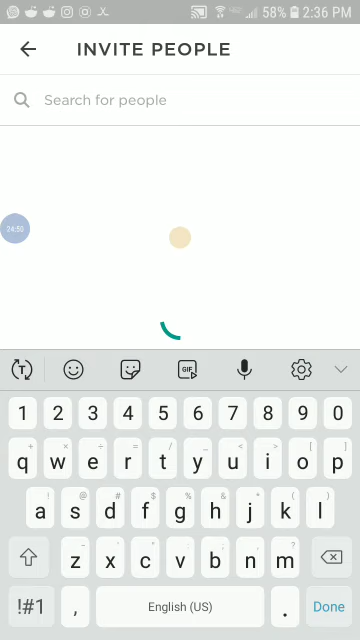 58% 2:36 PM
INVITE PEOPLE
Search for people
24:50
T GIF
1 2 3 4 5 6 7 8 9 0
+ × ÷ = / _ < > [ ]
q w e r t y u i o p
! @ # $ % & * ( )
a s d f g h j k l
- ' " : ; , ?
z x c v b n m
!#1 , English (US) . Done